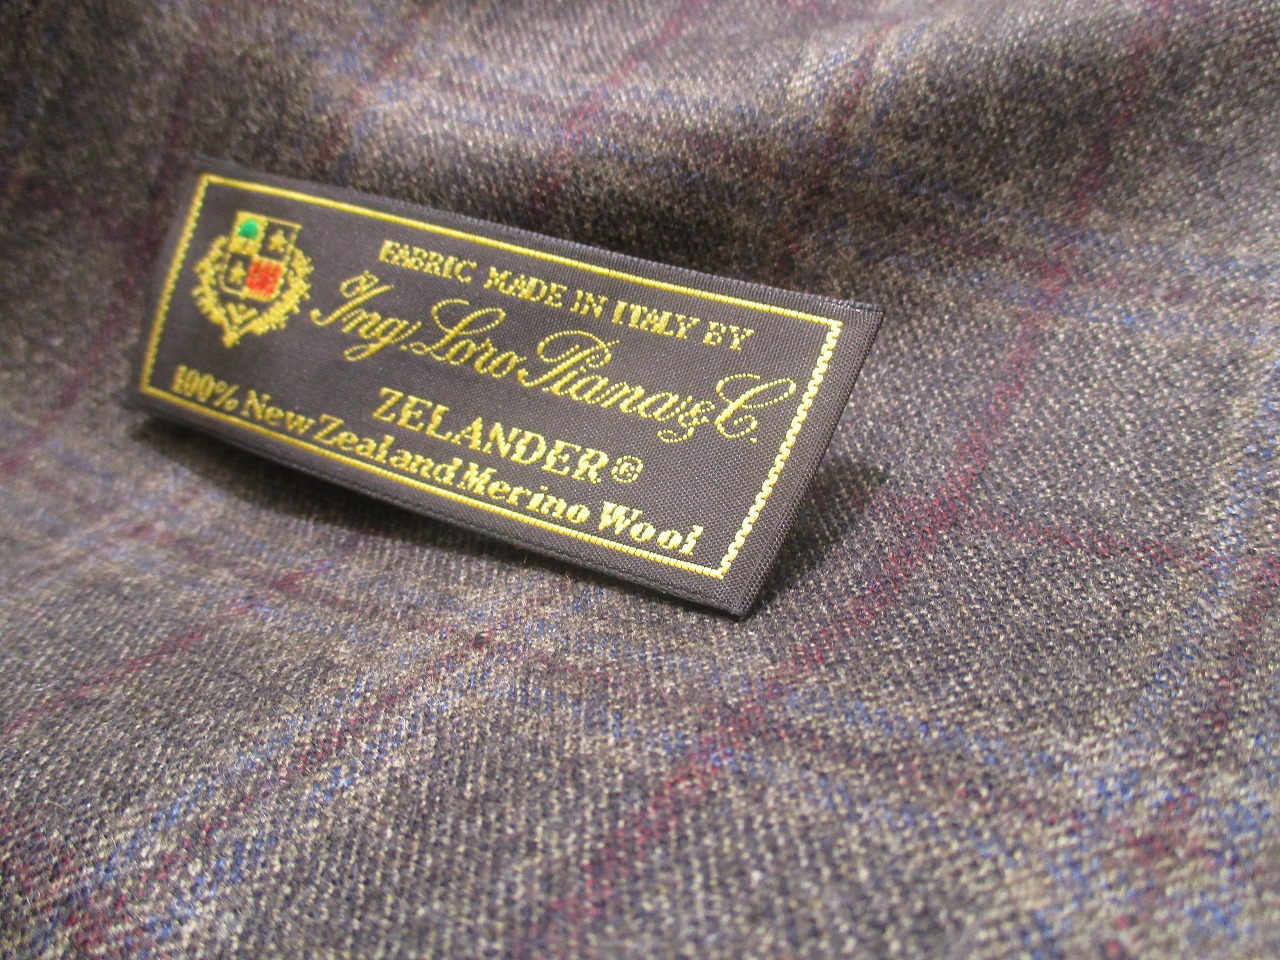 FABRIC MADE IN ITALY BY
Ing. Loro Piana & C.
ZELANDER®
100% New Zealand Merino Wool